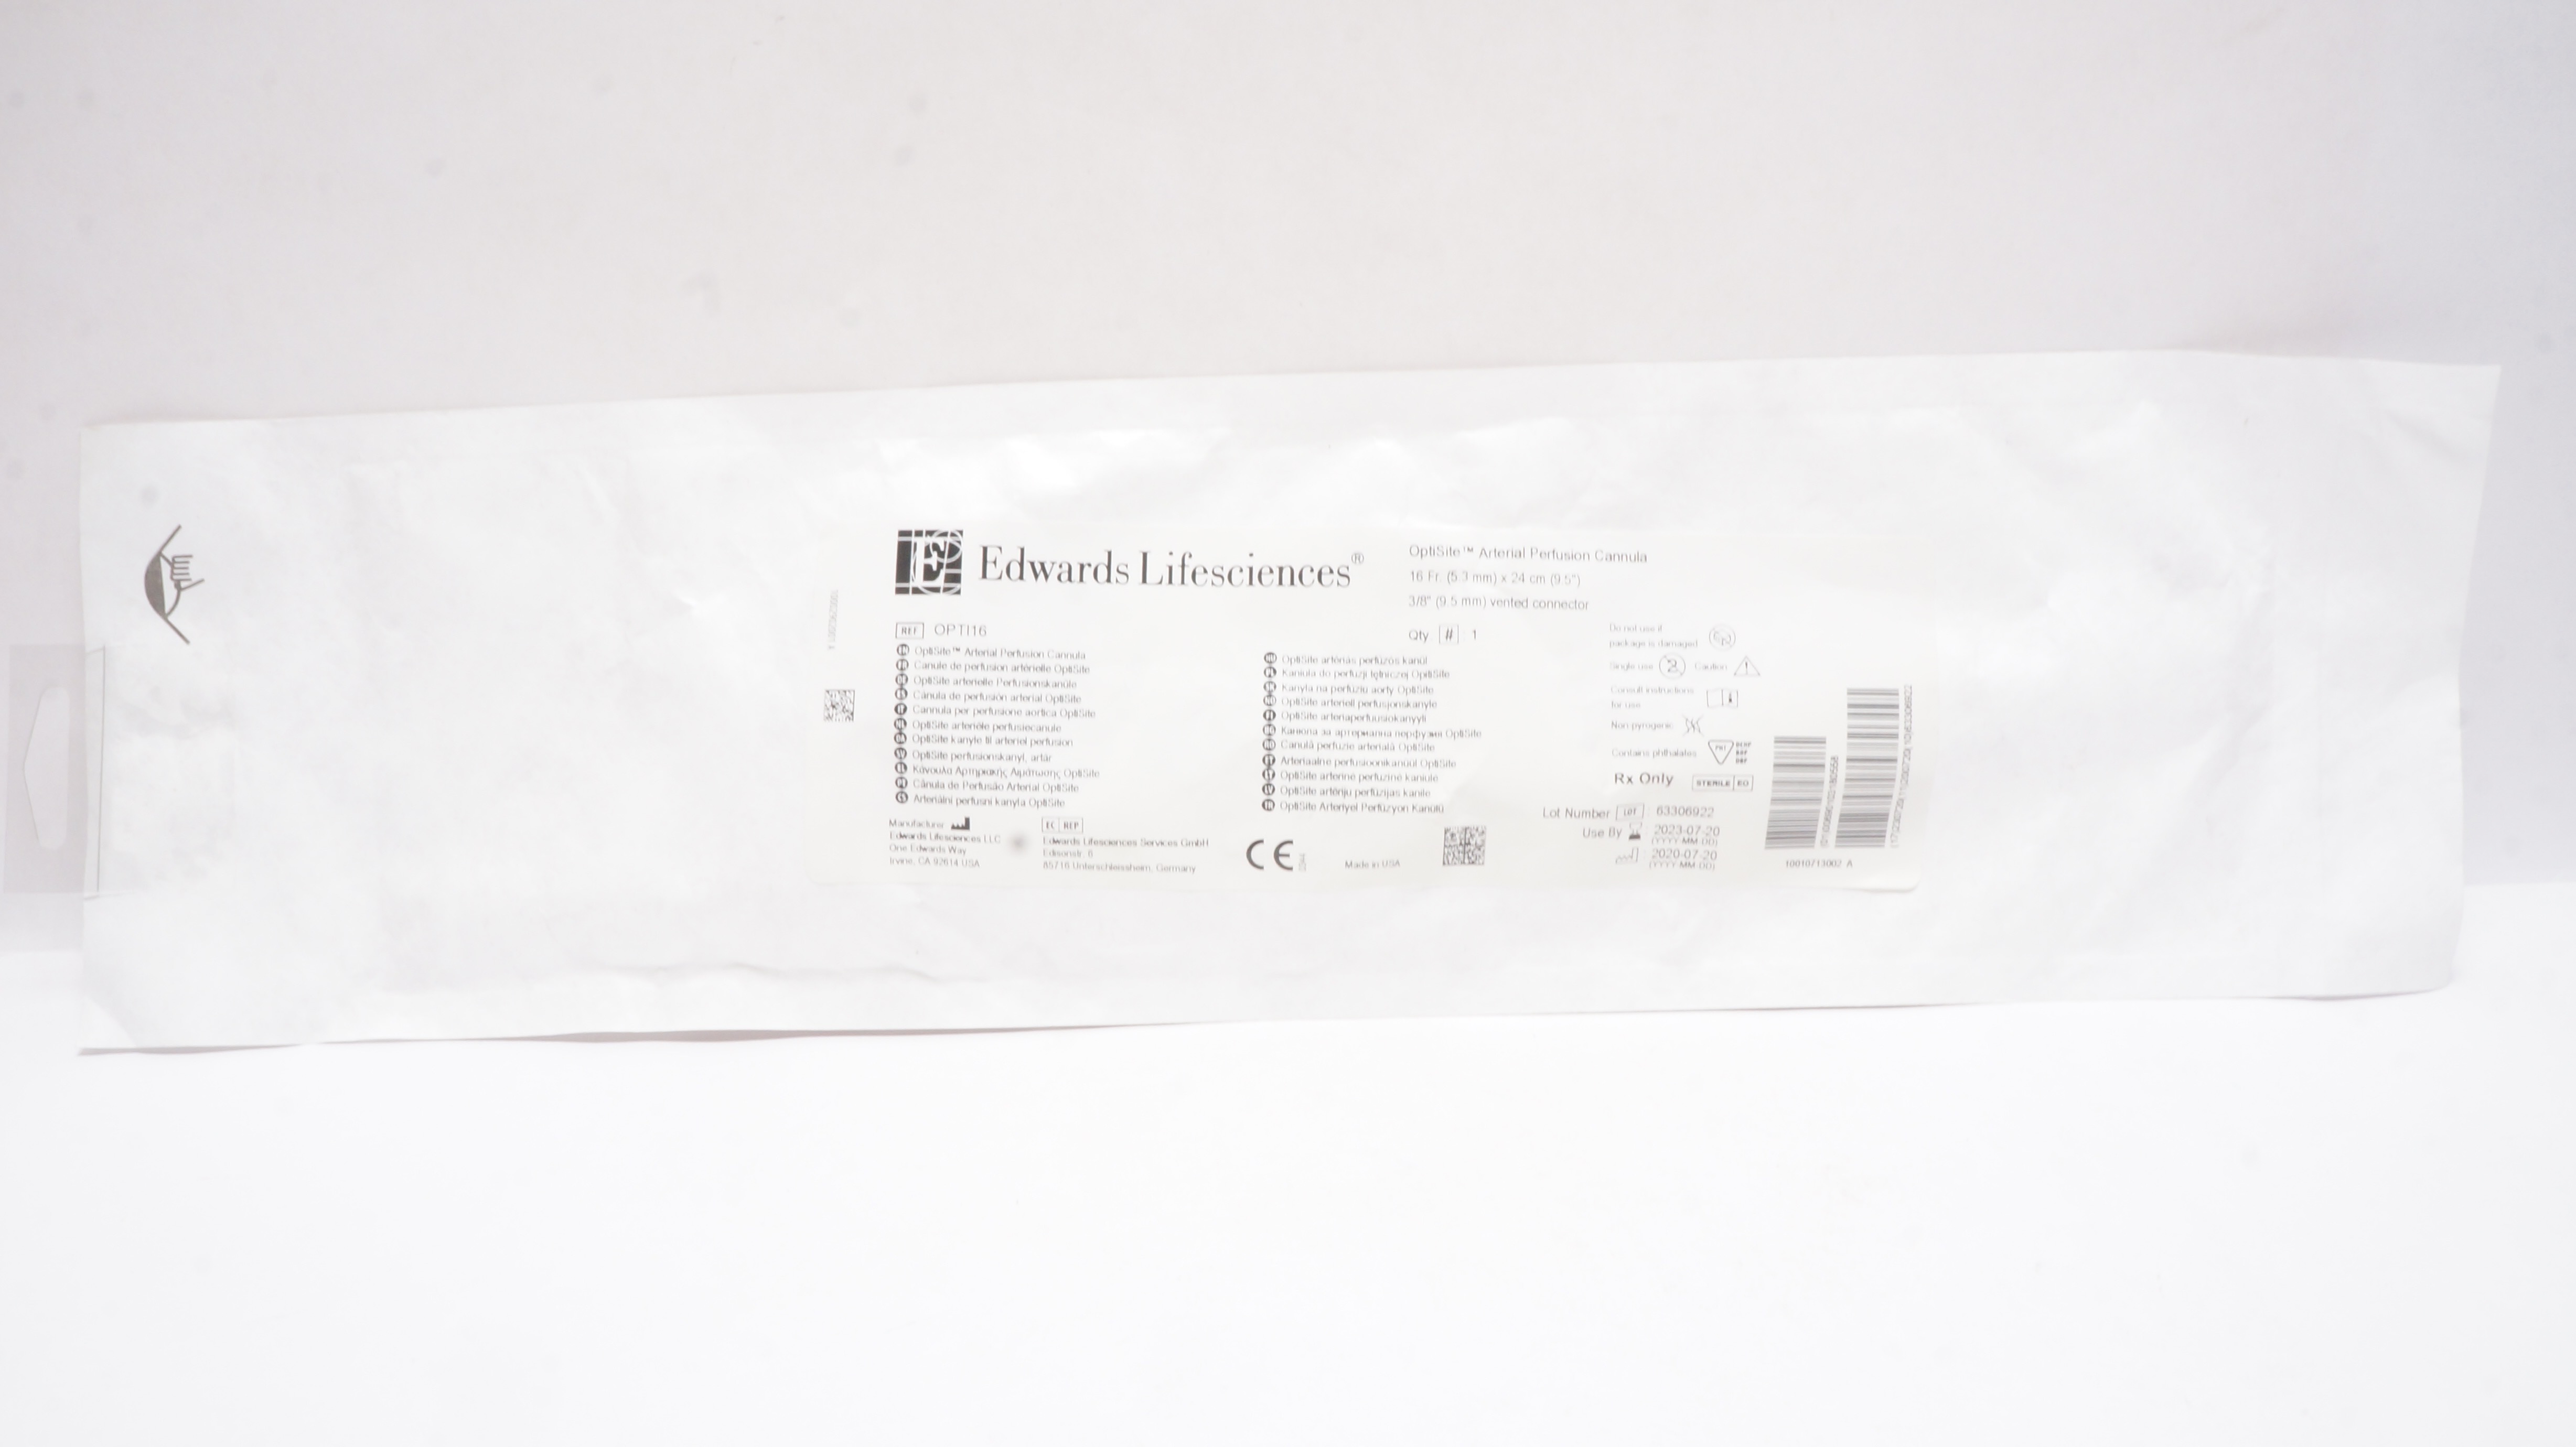 Edwards Lifesciences®
OptiSite™ Arterial Perfusion Cannula
16 Fr. (5.3 mm) x 24 cm (9.5")
3/8" (9.5 mm) vented connector
REF OPTI16
Qty # 1
OptiSite™ Arterial Perfusion Cannula
Canule de perfusion artérielle OptiSite
OptiSite arterielle Perfusionskanüle
Cánula de perfusión arterial OptiSite
Cannula per perfusione aortica OptiSite
OptiSite arteriële perfusiecanule
OptiSite kanyle til arteriel perfusion
OptiSite perfusionskanyl, artär
Κάνουλα Αρτηριακής Αιμάτωσης OptiSite
Cânula de Perfusão Arterial OptiSite
Arteriální perfusní kanyla OptiSite
OptiSite artériás perfúzos kanül
Kaniula do perfuzji tętniczej OptiSite
Kanyla na perfúziu aorty OptiSite
OptiSite arteriell perfusjonskanyle
OptiSite arteriaperfuusiokanyyli
Канюла за артериална перфузия OptiSite
Canulă perfuzie arterială OptiSite
Arteriaalne perfusioonikanüül OptiSite
OptiSite arterinė perfuzinė kaniulė
OptiSite artēriju perfūzijas kanile
OptiSite Arteriyel Perfüzyon Kanülü
Do not use if
package is damaged
Single use 2 Caution
Consult instructions
for use
Non-pyrogenic
Contains phthalates PHT
Rx Only STERILE EO
Lot Number LOT 63306922
Use By 2023-07-20
(YYYY-MM-DD)
2020-07-20
(YYYY-MM-DD)
Manufacturer
Edwards Lifesciences LLC
One Edwards Way
Irvine, CA 92614 USA
EC REP
Edwards Lifesciences Services GmbH
Edisonstr. 6
85716 Unterschleissheim, Germany
CE
Made in USA
10010713002 A